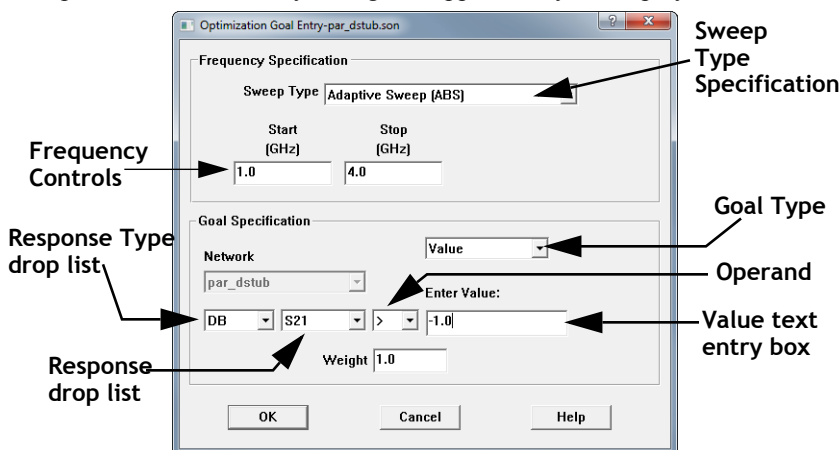 Optimization Goal Entry-par_dstub.son
?
X
Sweep
Type
Specification
Frequency Specification
Sweep Type Adaptive Sweep (ABS)
Start
(GHz)
Stop
(GHz)
1.0
4.0
Frequency
Controls
Goal Specification
Goal Type
Response Type
drop list
Network
Value
par_dstub
Operand
Enter Value:
DB
S21
>
-1.0
Value text
entry box
Weight 1.0
Response
drop list
OK
Cancel
Help